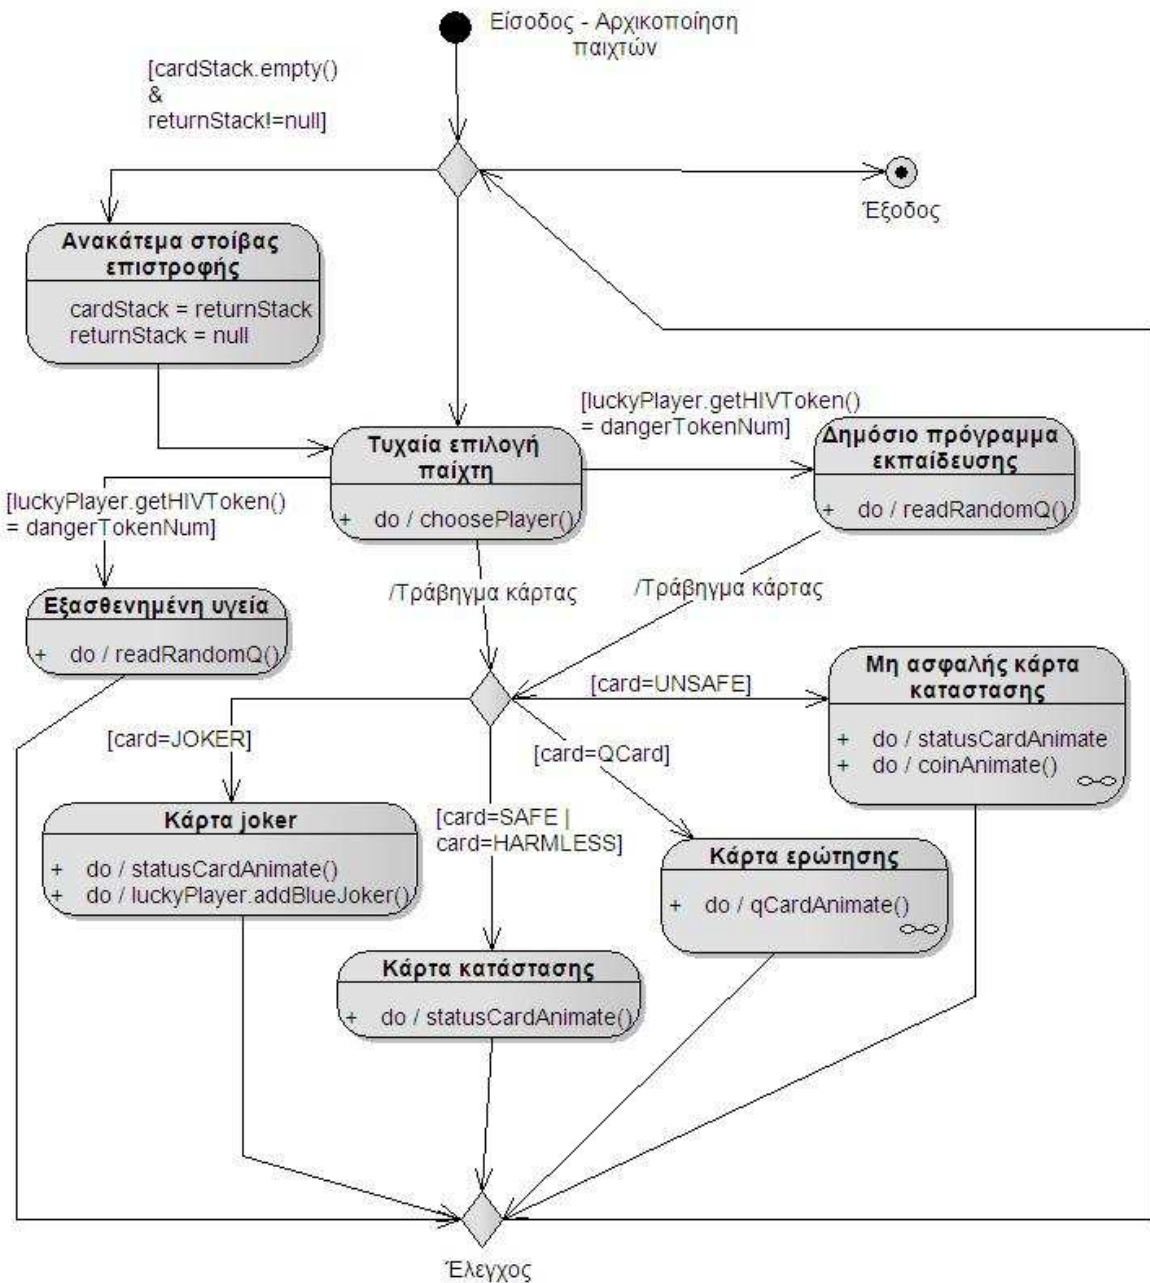 Είσοδος - Αρχικοποίηση
παιχτών
[cardStack.empty()
&
returnStack!=null]
Έξοδος
Ανακάτεμα στοίβας
επιστροφής
cardStack = returnStack
returnStack = null
[luckyPlayer.getHIVToken()
= dangerTokenNum]
Τυχαία επιλογή
παίχτη
+ do / choosePlayer()
Δημόσιο πρόγραμμα
εκπαίδευσης
+ do / readRandomQ()
[luckyPlayer.getHIVToken()
= dangerTokenNum]
/Τράβηγμα κάρτας
/Τράβηγμα κάρτας
Εξασθενημένη υγεία
+ do / readRandomQ()
[card=UNSAFE]
Μη ασφαλής κάρτα
καταστασης
+ do / statusCardAnimate
+ do / coinAnimate()
[card=JOKER]
[card=QCard]
[card=SAFE |
card=HARMLESS]
Κάρτα joker
+ do / statusCardAnimate()
+ do / luckyPlayer.addBlueJoker()
Κάρτα ερώτησης
+ do / qCardAnimate()
Κάρτα κατάστασης
+ do / statusCardAnimate()
Έλεγχος